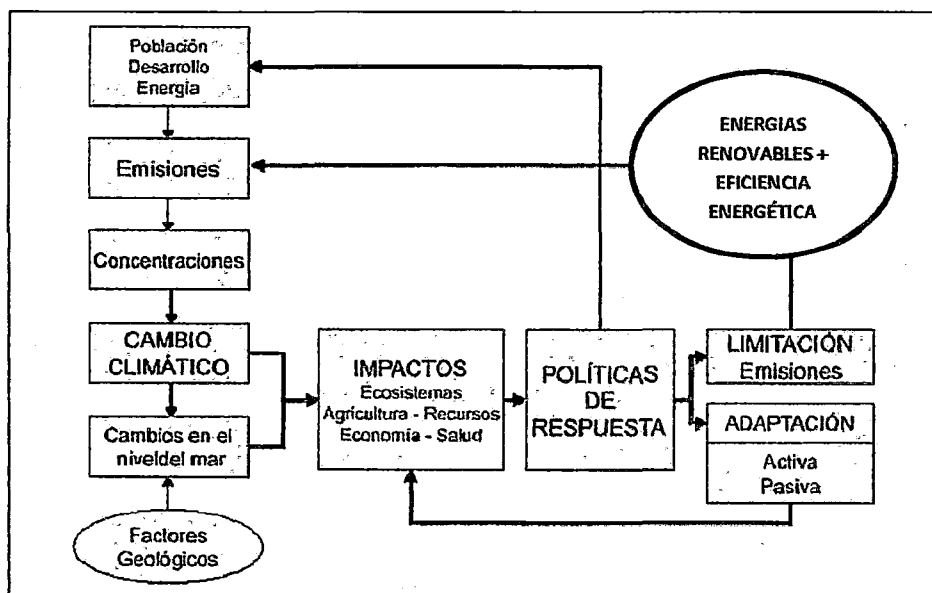 Población
Desarrollo
Energía
Emisiones
Concentraciones
CAMBIO
CLIMÁTICO
Cambios en el
niveldel mar
Factores
Geológicos
IMPACTOS
Ecosistemas
Agricultura - Recursos
Economía - Salud
POLÍTICAS
DE
RESPUESTA
ENERGIAS
RENOVABLES +
EFICIENCIA
ENERGÉTICA
LIMITACIÓN
Emisiones
ADAPTACIÓN
Activa
Pasiva